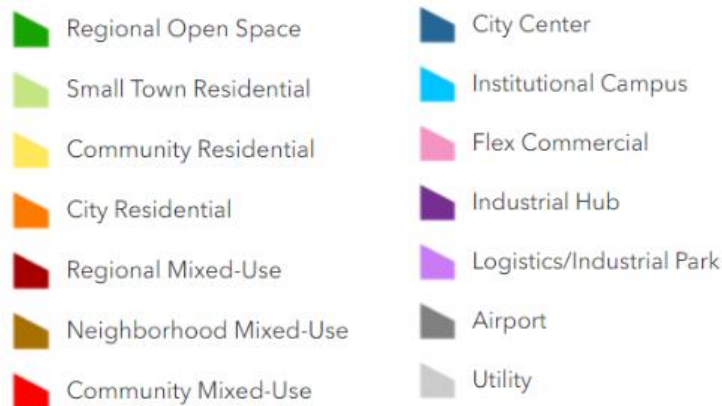 Regional Open Space
Small Town Residential
Community Residential
City Residential
Regional Mixed-Use
Neighborhood Mixed-Use
Community Mixed-Use
City Center
Institutional Campus
Flex Commercial
Industrial Hub
Logistics/Industrial Park
Airport
Utility